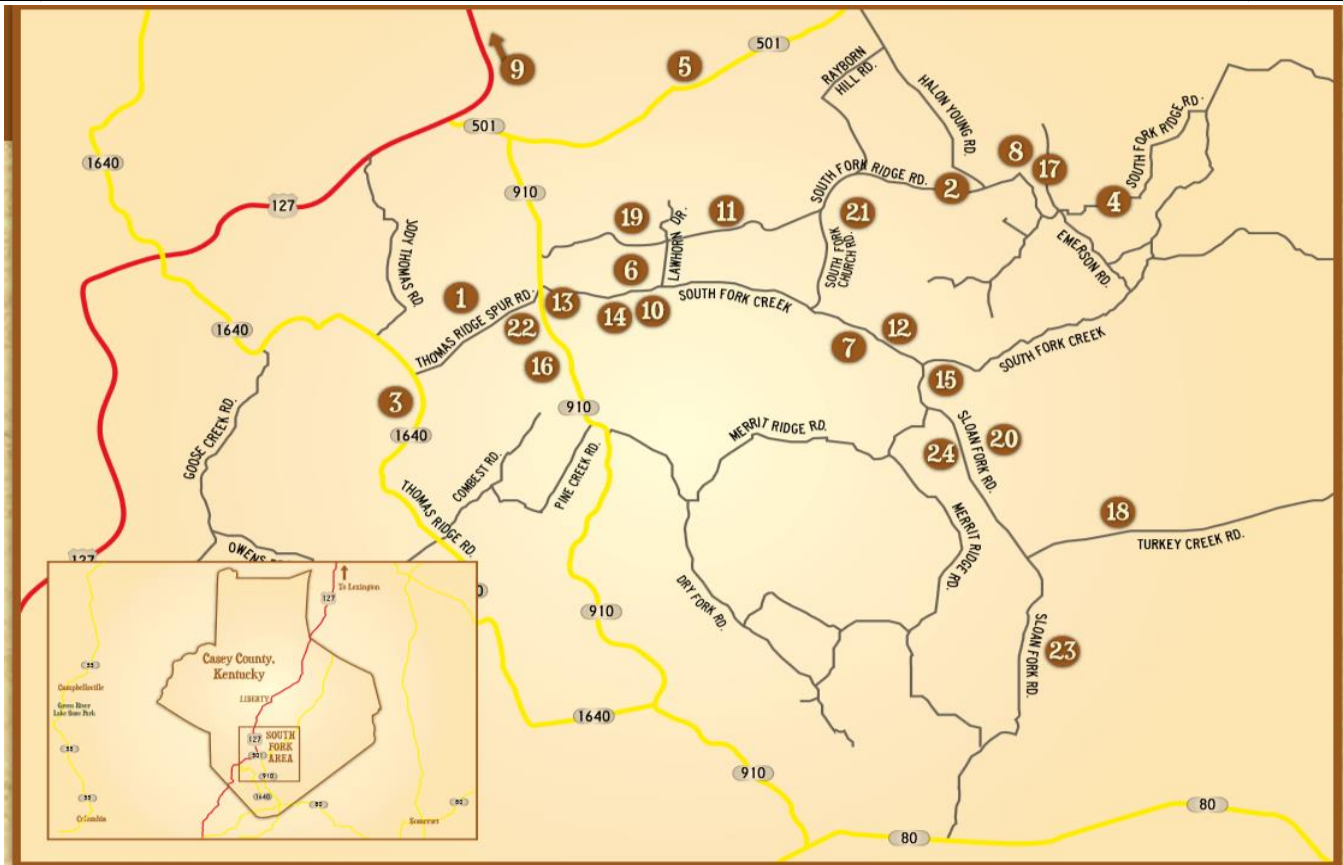 9
5
501
501
RAYBORN
HILL RD.
HALON YOUNG RD.
SOUTH FORK RIDGE RD.
1640
127
910
8
17
4
2
SOUTH FORK RIDGE RD.
21
19
11
LAWHORN DR.
SOUTH FORK
CHURCH RD.
EMERSON RD.
JODY THOMAS RD.
6
1
THOMAS RIDGE SPUR RD.
13
14
10
SOUTH FORK CREEK
22
16
12
7
15
SOUTH FORK CREEK
1640
3
1640
910
GOOSE CREEK RD.
COMBEST RD.
PINE CREEK RD.
MERRIT RIDGE RD.
24
20
SLOAN FORK RD.
THOMAS RIDGE RD.
MERRIT RIDGE RD.
18
TURKEY CREEK RD.
127
OWENS
DRY FORK RD.
910
SLOAN FORK RD.
23
1640
910
80
80
To Lexington
127
Casey County,
Kentucky
LIBERTY
55
Campbellsville
Green River
Lake State Park
55
55
Columbia
SOUTH
FORK
AREA
127
501
910
1640
80
80
Somerset